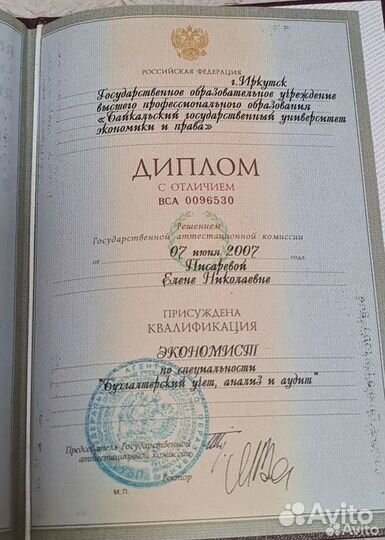 РОССИЙСКАЯ ФЕДЕРАЦИЯ
г.Иркутск
Государственное образовательное учреждение
высшего профессионального образования
«Байкальский государственный университет
экономики и права»
ДИПЛОМ
С ОТЛИЧИЕМ
ВСА 0096530
Решением
Государственной аттестационной комиссии
от 07 июня 2007 года
Писаревой
Елене Николаевне
ПРИСУЖДЕНА
КВАЛИФИКАЦИЯ
ЭКОНОМИСТ
по специальности
"Бухгалтерский учет, анализ и аудит"
Председатель Государственной
аттестационной комиссии
Ректор
М.П.
Avito
Avito